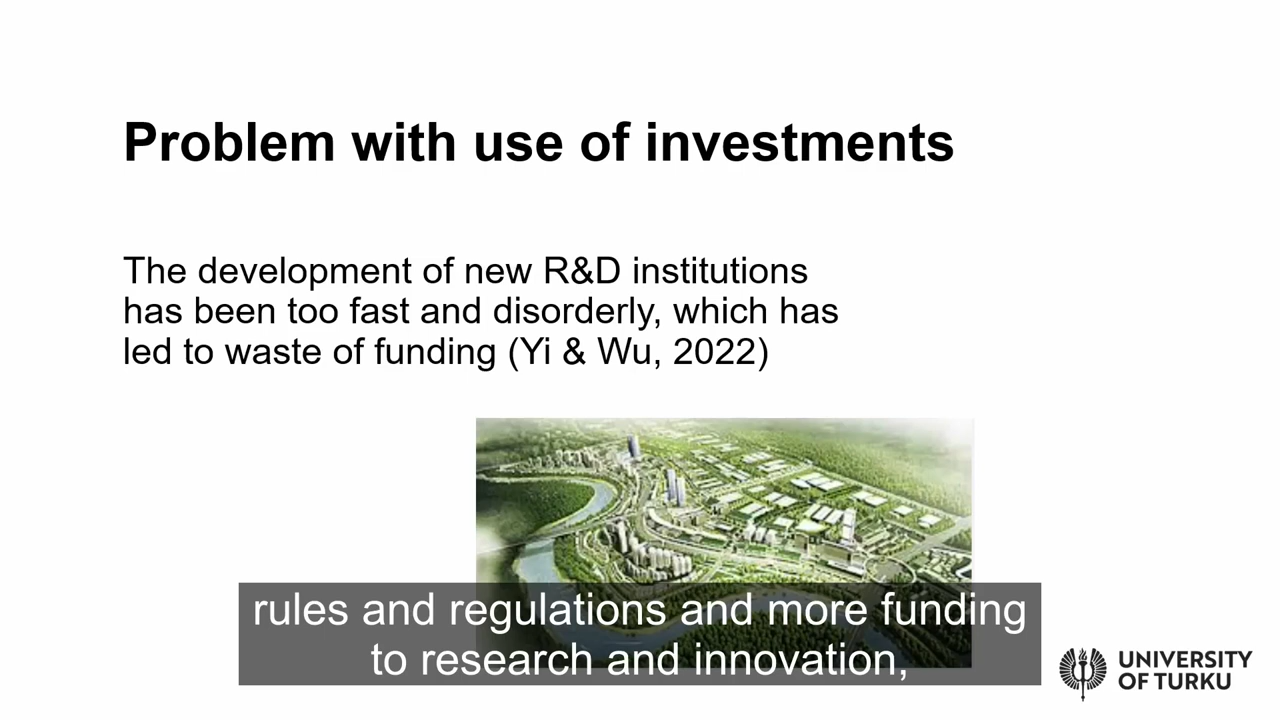 Problem with use of investments
The development of new R&D institutions
has been too fast and disorderly, which has
led to waste of funding (Yi & Wu, 2022)
rules and regulations and more funding
to research and innovation,
UNIVERSITY
OF TURKU